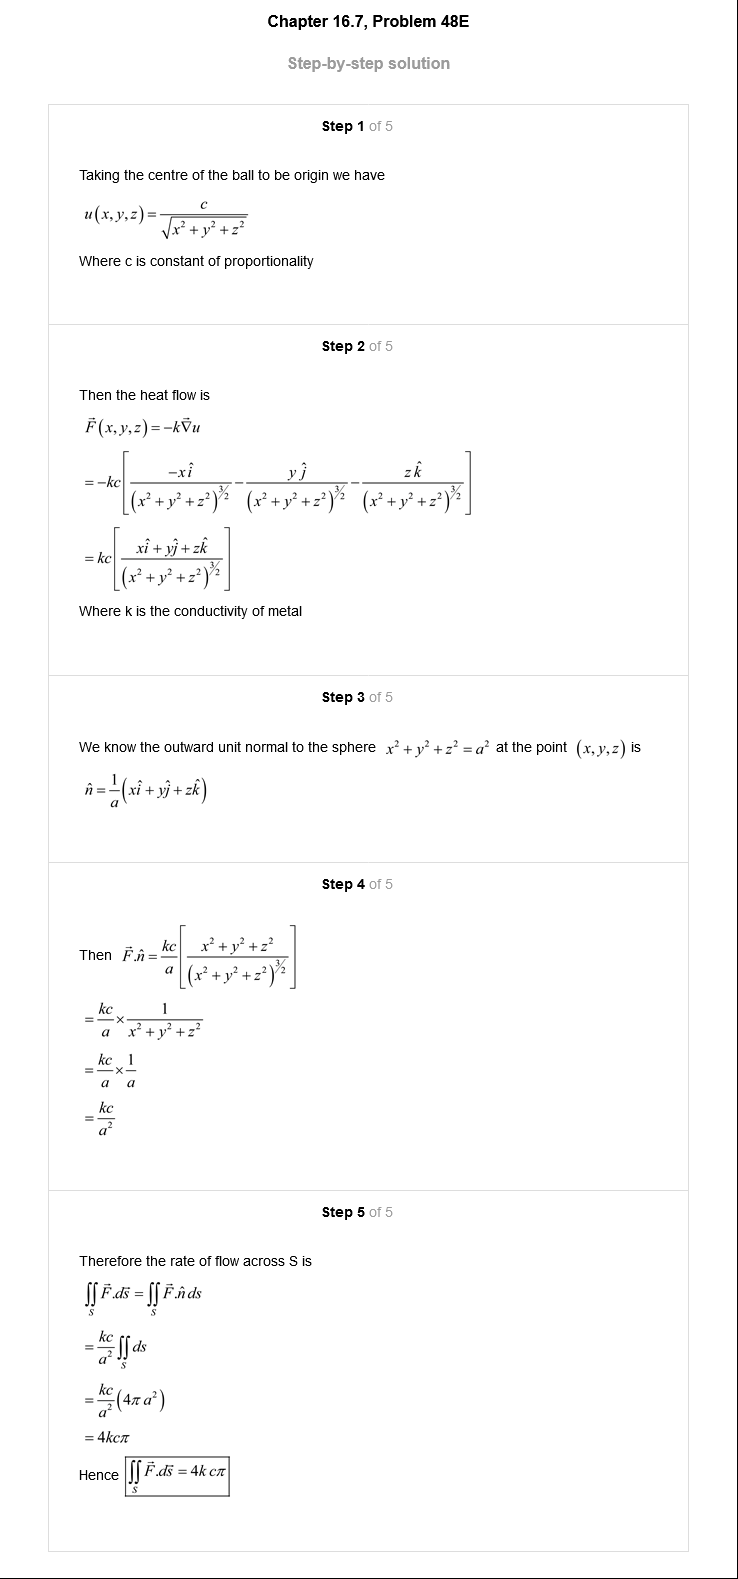 Chapter 16.7, Problem 48E
Step-by-step solution
Step 1 of 5
Taking the centre of the ball to be origin we have
$u(x,y,z)=\frac{c}{\sqrt{x^2+y^2+z^2}}$
Where c is constant of proportionality
Step 2 of 5
Then the heat flow is
$\vec{F}(x,y,z)=-k\vec{\nabla}u$
$=-kc\left[\frac{-x\hat{i}}{(x^2+y^2+z^2)^{3/2}}-\frac{y\hat{j}}{(x^2+y^2+z^2)^{3/2}}-\frac{z\hat{k}}{(x^2+y^2+z^2)^{3/2}}\right]$
$=kc\left[\frac{x\hat{i}+y\hat{j}+z\hat{k}}{(x^2+y^2+z^2)^{3/2}}\right]$
Where k is the conductivity of metal
Step 3 of 5
We know the outward unit normal to the sphere $x^2+y^2+z^2=a^2$ at the point $(x,y,z)$ is
$\hat{n}=\frac{1}{a}(x\hat{i}+y\hat{j}+z\hat{k})$
Step 4 of 5
Then $\vec{F}.\hat{n}=\frac{kc}{a}\left[\frac{x^2+y^2+z^2}{(x^2+y^2+z^2)^{3/2}}\right]$
$=\frac{kc}{a}\times\frac{1}{x^2+y^2+z^2}$
$=\frac{kc}{a}\times\frac{1}{a}$
$=\frac{kc}{a^2}$
Step 5 of 5
Therefore the rate of flow across S is
$\iint_S \vec{F}.d\vec{s}=\iint_S \vec{F}.\hat{n}\,ds$
$=\frac{kc}{a^2}\iint_S ds$
$=\frac{kc}{a^2}(4\pi a^2)$
$=4kc\pi$
Hence $\iint_S \vec{F}.d\vec{s}=4kc\pi$